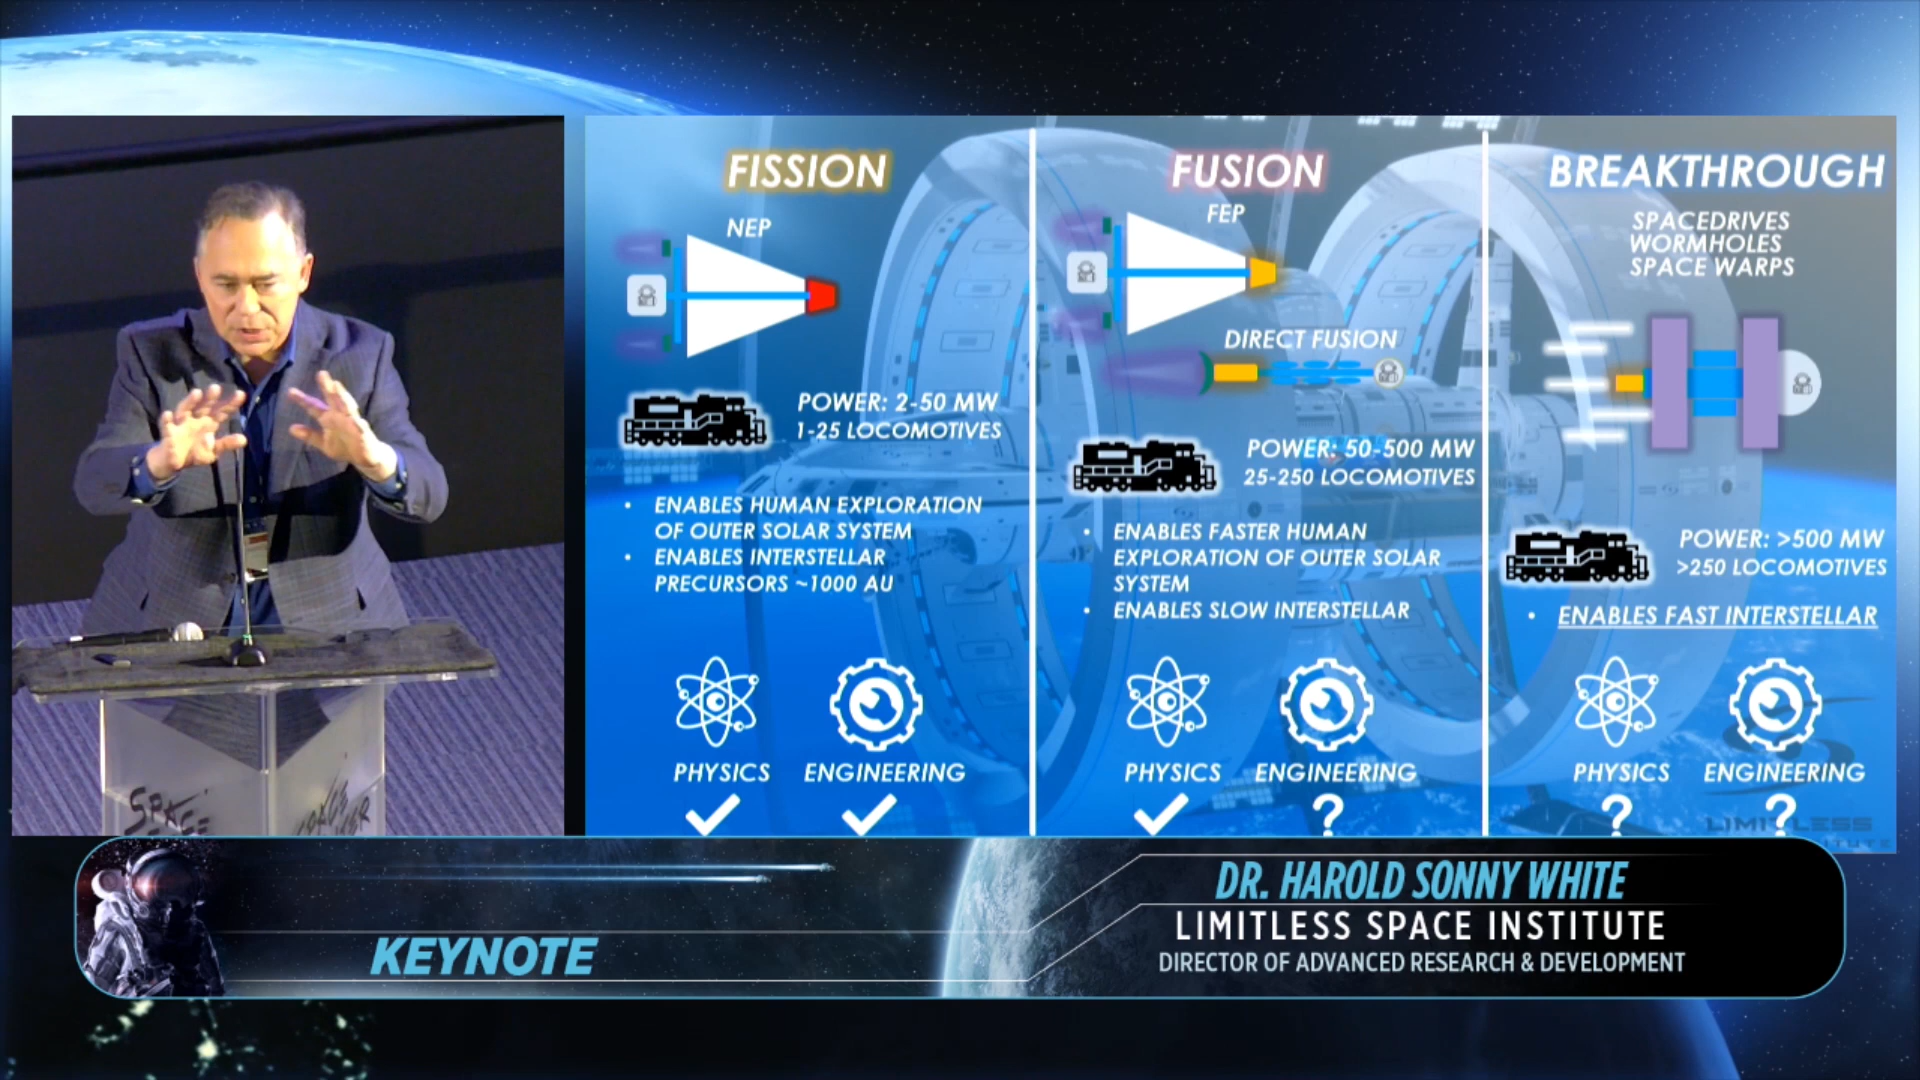 FISSION
NEP
POWER: 2-50 MW
1-25 LOCOMOTIVES
• ENABLES HUMAN EXPLORATION
OF OUTER SOLAR SYSTEM
• ENABLES INTERSTELLAR
PRECURSORS ~1000 AU
PHYSICS
ENGINEERING
FUSION
FEP
DIRECT FUSION
POWER: 50-500 MW
25-250 LOCOMOTIVES
• ENABLES FASTER HUMAN
EXPLORATION OF OUTER SOLAR
SYSTEM
• ENABLES SLOW INTERSTELLAR
PHYSICS
ENGINEERING
?
BREAKTHROUGH
SPACEDRIVES
WORMHOLES
SPACE WARPS
POWER: >500 MW
>250 LOCOMOTIVES
• ENABLES FAST INTERSTELLAR
PHYSICS
ENGINEERING
?
?
LIMITLESS
SPACE
KEYNOTE
DR. HAROLD SONNY WHITE
LIMITLESS SPACE INSTITUTE
DIRECTOR OF ADVANCED RESEARCH & DEVELOPMENT